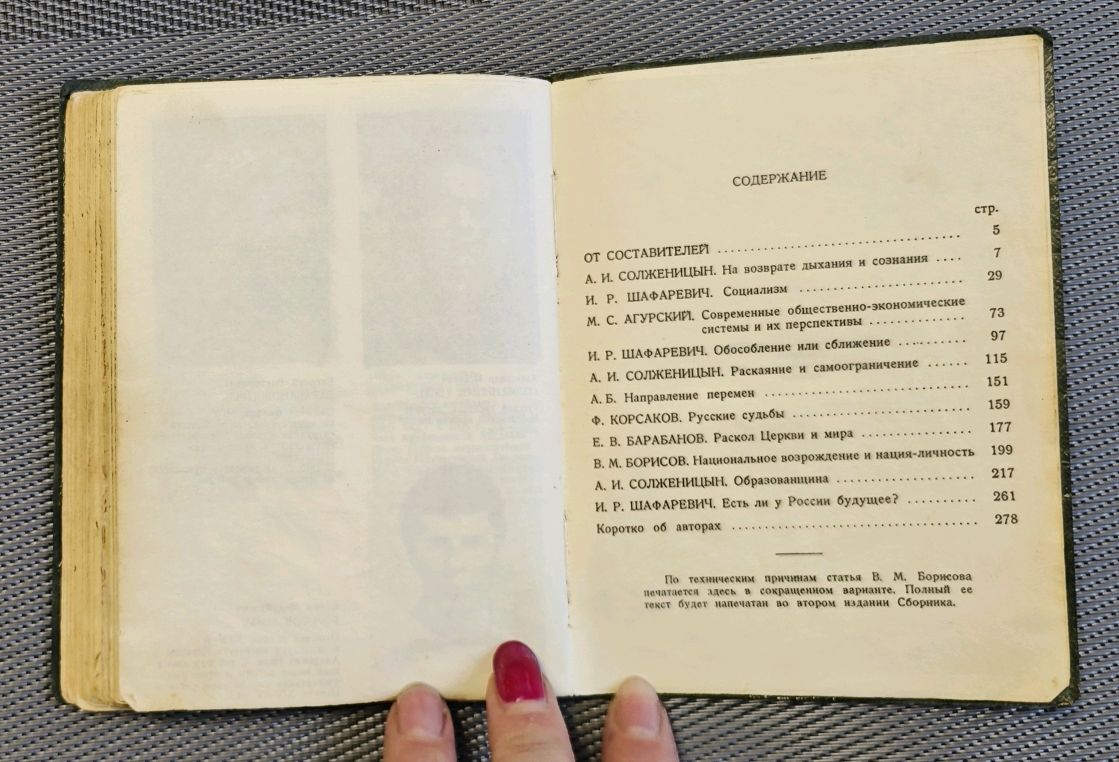 СОДЕРЖАНИЕ
стр.
ОТ СОСТАВИТЕЛЕЙ ........................................ 5
А. И. СОЛЖЕНИЦЫН. На возврате дыхания и сознания .... 7
И. Р. ШАФАРЕВИЧ. Социализм ............................ 29
М. С. АГУРСКИЙ. Современные общественно-экономические
системы и их перспективы ................ 73
И. Р. ШАФАРЕВИЧ. Обособление или сближение .......... 97
А. И. СОЛЖЕНИЦЫН. Раскаяние и самоограничение ...... 115
А. Б. Направление перемен ............................ 151
Ф. КОРСАКОВ. Русские судьбы .......................... 159
Е. В. БАРАБАНОВ. Раскол Церкви и мира ................ 177
В. М. БОРИСОВ. Национальное возрождение и нация-личность 199
А. И. СОЛЖЕНИЦЫН. Образованщина .................... 217
И. Р. ШАФАРЕВИЧ. Есть ли у России будущее? .......... 261
Коротко об авторах .................................... 278
По техническим причинам статья В. М. Борисова
печатается здесь в сокращенном варианте. Полный ее
текст будет напечатан во втором издании Сборника.